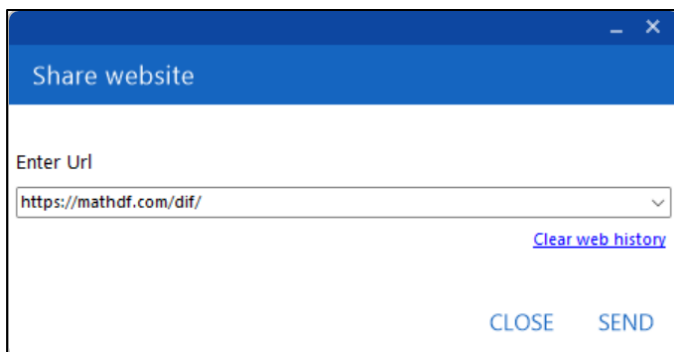 Share website
Enter Url
https://mathdf.com/dif/
Clear web history
CLOSE SEND